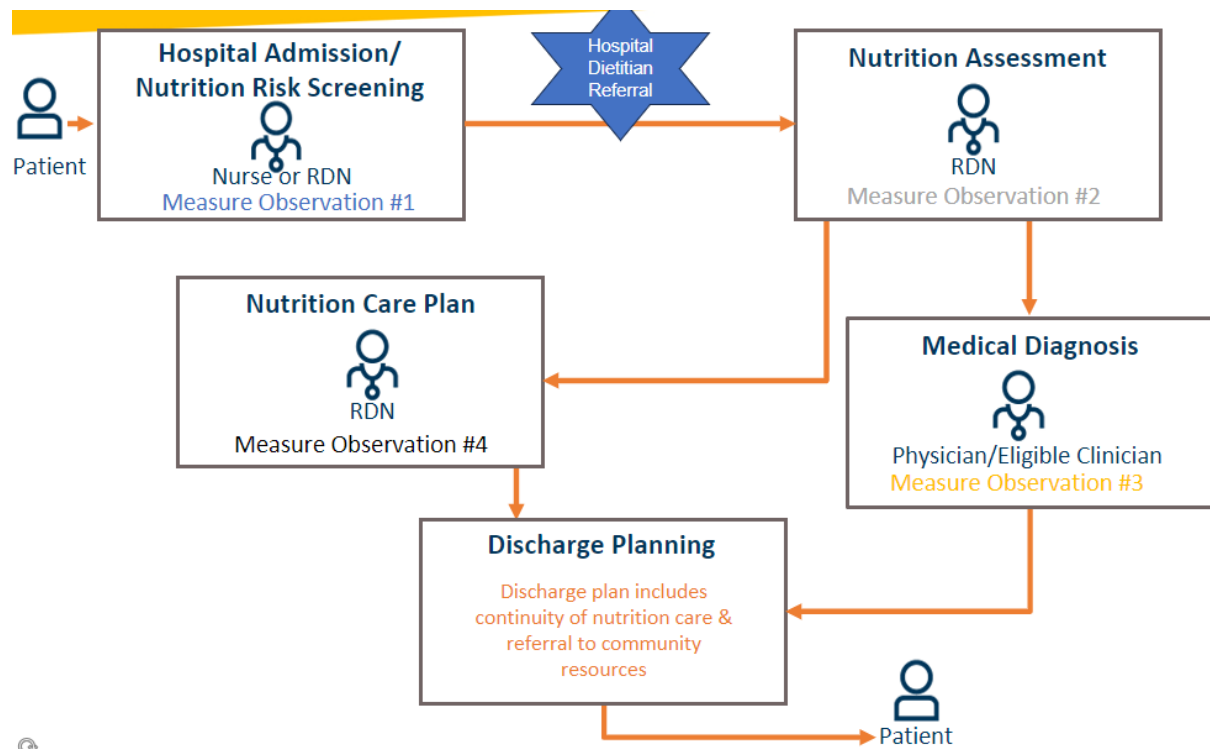 Hospital Admission/
Nutrition Risk Screening
Nurse or RDN
Measure Observation #1
Patient
Hospital
Dietitian
Referral
Nutrition Assessment
RDN
Measure Observation #2
Nutrition Care Plan
RDN
Measure Observation #4
Medical Diagnosis
Physician/Eligible Clinician
Measure Observation #3
Discharge Planning
Discharge plan includes
continuity of nutrition care &
referral to community
resources
Patient